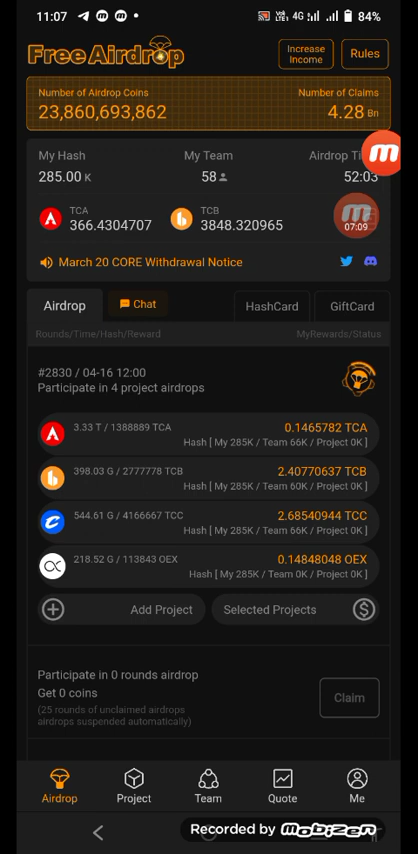 11:07
4G
84%
Free Airdrop
Increase Income
Rules
Number of Airdrop Coins
Number of Claims
23,860,693,862
4.28 Bn
My Hash
My Team
285.00 K
58
52:03
TCA
366.4304707
TCB
3848.320965
07:09
March 20 CORE Withdrawal Notice
Airdrop
Chat
HashCard
GiftCard
Rounds/Time/Hash/Reward
MyRewards/Status
#2830 / 04-16 12:00
Participate in 4 project airdrops
3.33 T / 1388889 TCA
0.1465782 TCA
Hash [ My 285K / Team 66K / Project 0K ]
398.03 G / 2777778 TCB
2.40770637 TCB
Hash [ My 285K / Team 60K / Project 0K ]
544.61 G / 4166667 TCC
2.68540944 TCC
Hash [ My 285K / Team 66K / Project 0K ]
218.52 G / 113843 OEX
0.14848048 OEX
Hash [ My 285K / Team 0K / Project 0K ]
Add Project
Selected Projects
Participate in 0 rounds airdrop
Get 0 coins
(25 rounds of unclaimed airdrops
airdrops suspended automatically)
Claim
Airdrop
Project
Team
Quote
Me
Recorded by Mobizen